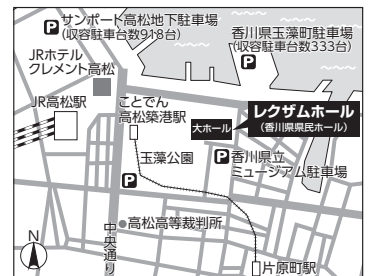 P サンポート高松地下駐車場
(収容駐車台数918台)
香川県玉藻町駐車場
(収容駐車台数333台)
P
JRホテル
クレメント高松
JR高松駅
ことでん
高松築港駅
大ホール
レクザムホール
(香川県県民ホール)
玉藻公園
P 香川県立
ミュージアム駐車場
P
高松高等裁判所
中央通り
N
片原町駅